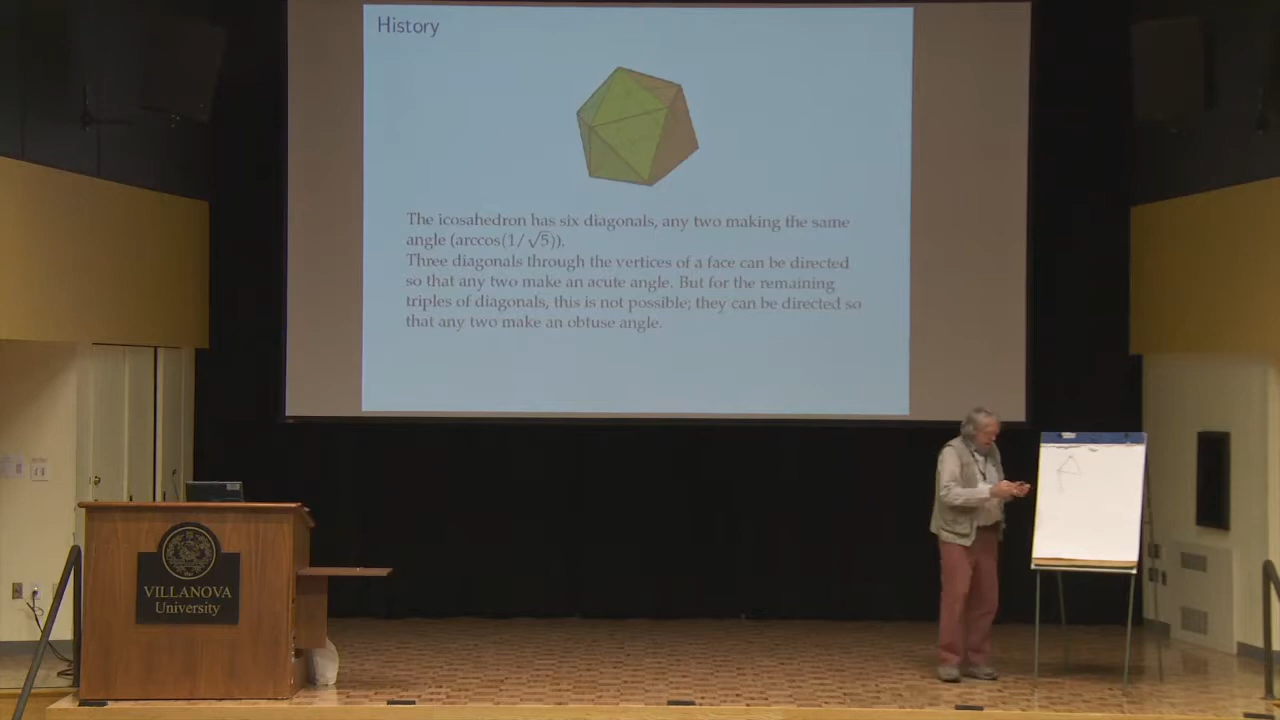 History
The icosahedron has six diagonals, any two making the same
angle (arccos(1/√5)).
Three diagonals through the vertices of a face can be directed
so that any two make an acute angle. But for the remaining
triples of diagonals, this is not possible; they can be directed so
that any two make an obtuse angle.
VILLANOVA
University